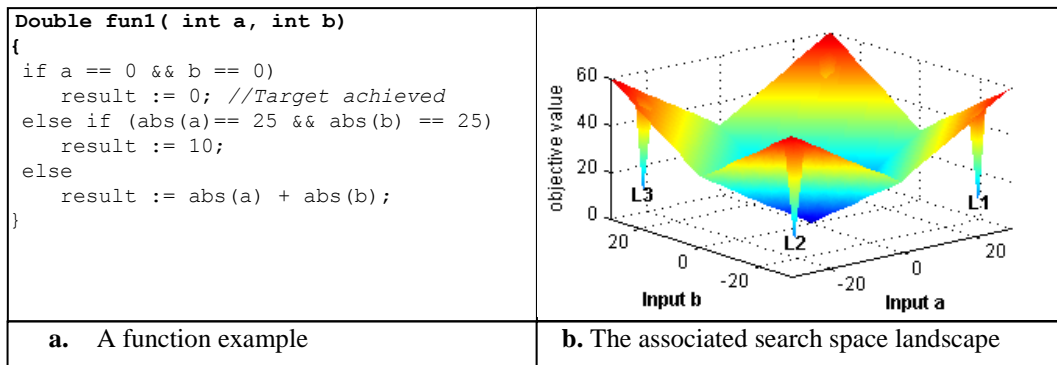 Double fun1( int a, int b)
{
if a == 0 && b == 0)
result := 0; //Target achieved
else if (abs(a)== 25 && abs(b) == 25)
result := 10;
else
result := abs(a) + abs(b);
}
objective value
60
40
20
0
L3
L2
L1
20
0
-20
Input b
-20
0
20
Input a
a. A function example
b. The associated search space landscape